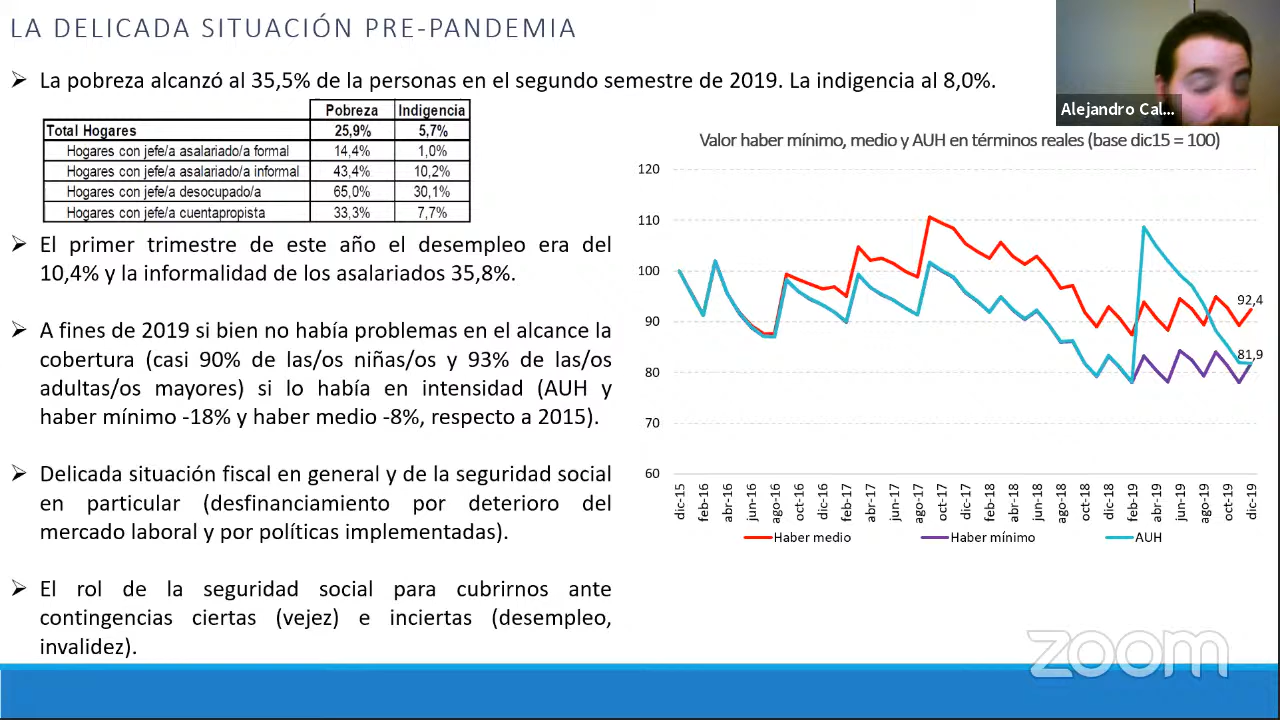 LA DELICADA SITUACIÓN PRE-PANDEMIA
➢ La pobreza alcanzó al 35,5% de la personas en el segundo semestre de 2019. La indigencia al 8,0%.
Pobreza Indigencia
Total Hogares 25,9% 5,7%
Hogares con jefe/a asalariado/a formal 14,4% 1,0%
Hogares con jefe/a asalariado/a informal 43,4% 10,2%
Hogares con jefe/a desocupado/a 65,0% 30,1%
Hogares con jefe/a cuentapropista 33,3% 7,7%
➢ El primer trimestre de este año el desempleo era del
10,4% y la informalidad de los asalariados 35,8%.
➢ A fines de 2019 si bien no había problemas en el alcance la
cobertura (casi 90% de las/os niñas/os y 93% de las/os
adultas/os mayores) si lo había en intensidad (AUH y
haber mínimo -18% y haber medio -8%, respecto a 2015).
➢ Delicada situación fiscal en general y de la seguridad social
en particular (desfinanciamiento por deterioro del
mercado laboral y por políticas implementadas).
➢ El rol de la seguridad social para cubrirnos ante
contingencias ciertas (vejez) e inciertas (desempleo,
invalidez).
Alejandro Cal...
Valor haber mínimo, medio y AUH en términos reales (base dic15 = 100)
120
110
100
90
80
70
60
92,4
81,9
dic-15 feb-16 abr-16 jun-16 ago-16 oct-16 dic-16 feb-17 abr-17 jun-17 ago-17 oct-17 dic-17 feb-18 abr-18 jun-18 ago-18 oct-18 dic-18 feb-19 abr-19 jun-19 ago-19 oct-19 dic-19
Haber medio Haber mínimo AUH
zoom